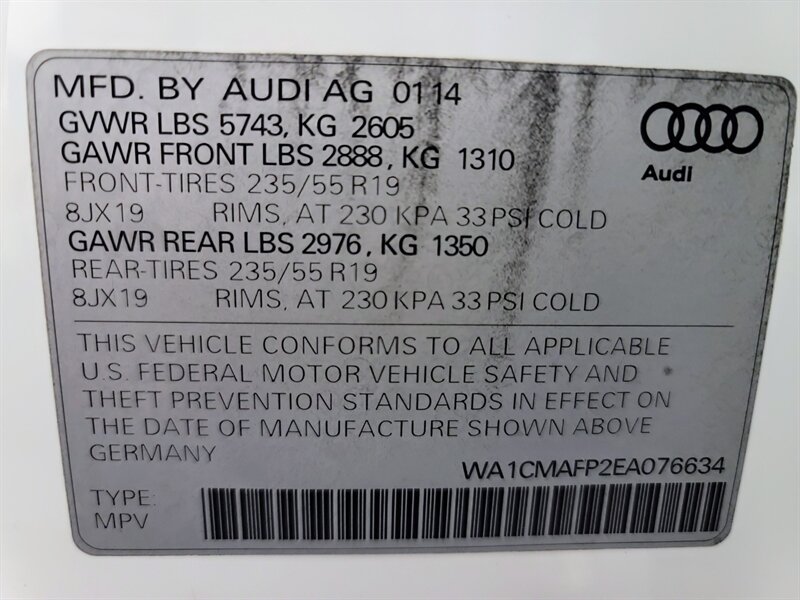 MFD. BY AUDI AG 0114
GVWR LBS 5743, KG 2605
GAWR FRONT LBS 2888, KG 1310
FRONT-TIRES 235/55 R19
8JX19 RIMS, AT 230 KPA 33 PSI COLD
GAWR REAR LBS 2976, KG 1350
REAR-TIRES 235/55 R19
8JX19 RIMS, AT 230 KPA 33 PSI COLD
Audi
THIS VEHICLE CONFORMS TO ALL APPLICABLE
U.S. FEDERAL MOTOR VEHICLE SAFETY AND
THEFT PREVENTION STANDARDS IN EFFECT ON
THE DATE OF MANUFACTURE SHOWN ABOVE
GERMANY
WA1CMAFP2EA076634
TYPE:
MPV